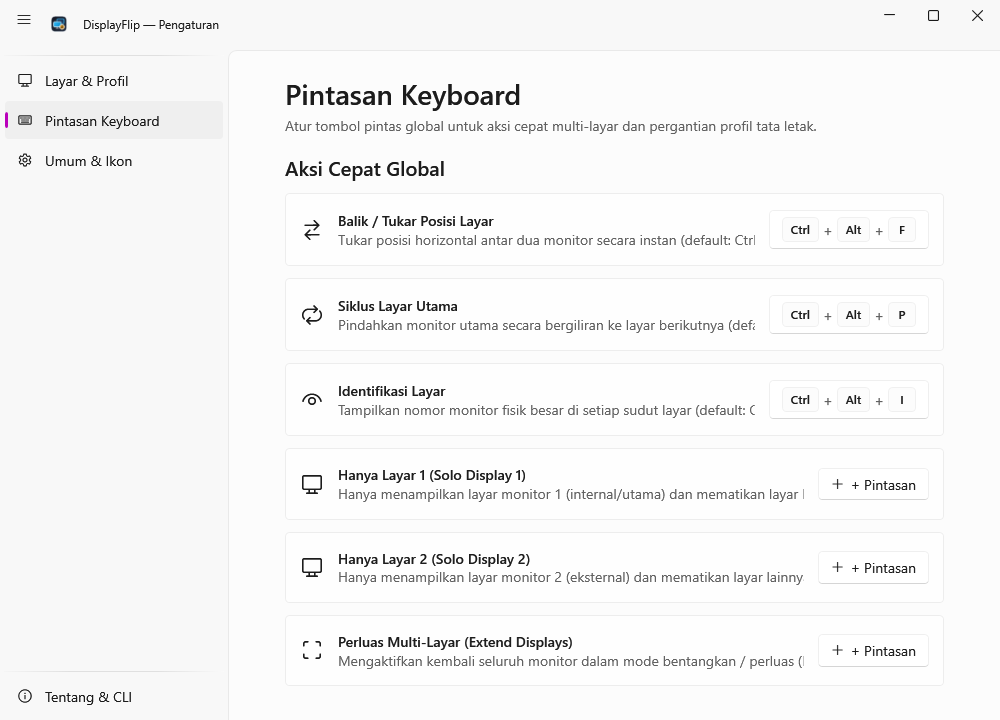 DisplayFlip — Pengaturan
Layar & Profil
Pintasan Keyboard
Umum & Ikon
Tentang & CLI
Pintasan Keyboard
Atur tombol pintas global untuk aksi cepat multi-layar dan pergantian profil tata letak.
Aksi Cepat Global
Balik / Tukar Posisi Layar
Tukar posisi horizontal antar dua monitor secara instan (default: Ctrl
Ctrl + Alt + F
Siklus Layar Utama
Pindahkan monitor utama secara bergiliran ke layar berikutnya (defa
Ctrl + Alt + P
Identifikasi Layar
Tampilkan nomor monitor fisik besar di setiap sudut layar (default: C
Ctrl + Alt + I
Hanya Layar 1 (Solo Display 1)
Hanya menampilkan layar monitor 1 (internal/utama) dan mematikan layar
+ + Pintasan
Hanya Layar 2 (Solo Display 2)
Hanya menampilkan layar monitor 2 (eksternal) dan mematikan layar lainny
+ + Pintasan
Perluas Multi-Layar (Extend Displays)
Mengaktifkan kembali seluruh monitor dalam mode bentangkan / perluas (
+ + Pintasan